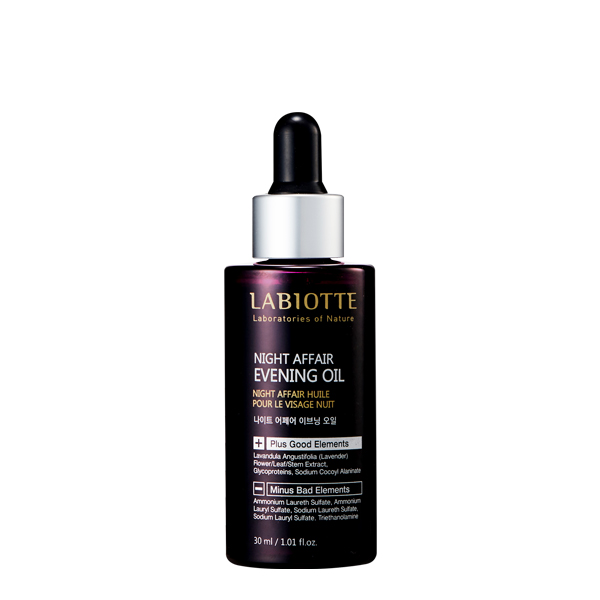 LABIOTTE
Laboratories of Nature
NIGHT AFFAIR
EVENING OIL
NIGHT AFFAIR HUILE
POUR LE VISAGE NUIT
나이트 어페어 이브닝 오일
+ Plus Good Elements
Lavandula Angustifolia (Lavender)
Flower/Leaf/Stem Extract,
Glycoproteins, Sodium Cocoyl Alaninate
− Minus Bad Elements
Ammonium Laureth Sulfate, Ammonium
Lauryl Sulfate, Sodium Laureth Sulfate,
Sodium Lauryl Sulfate, Triethanolamine
30 ml / 1.01 fl.oz.